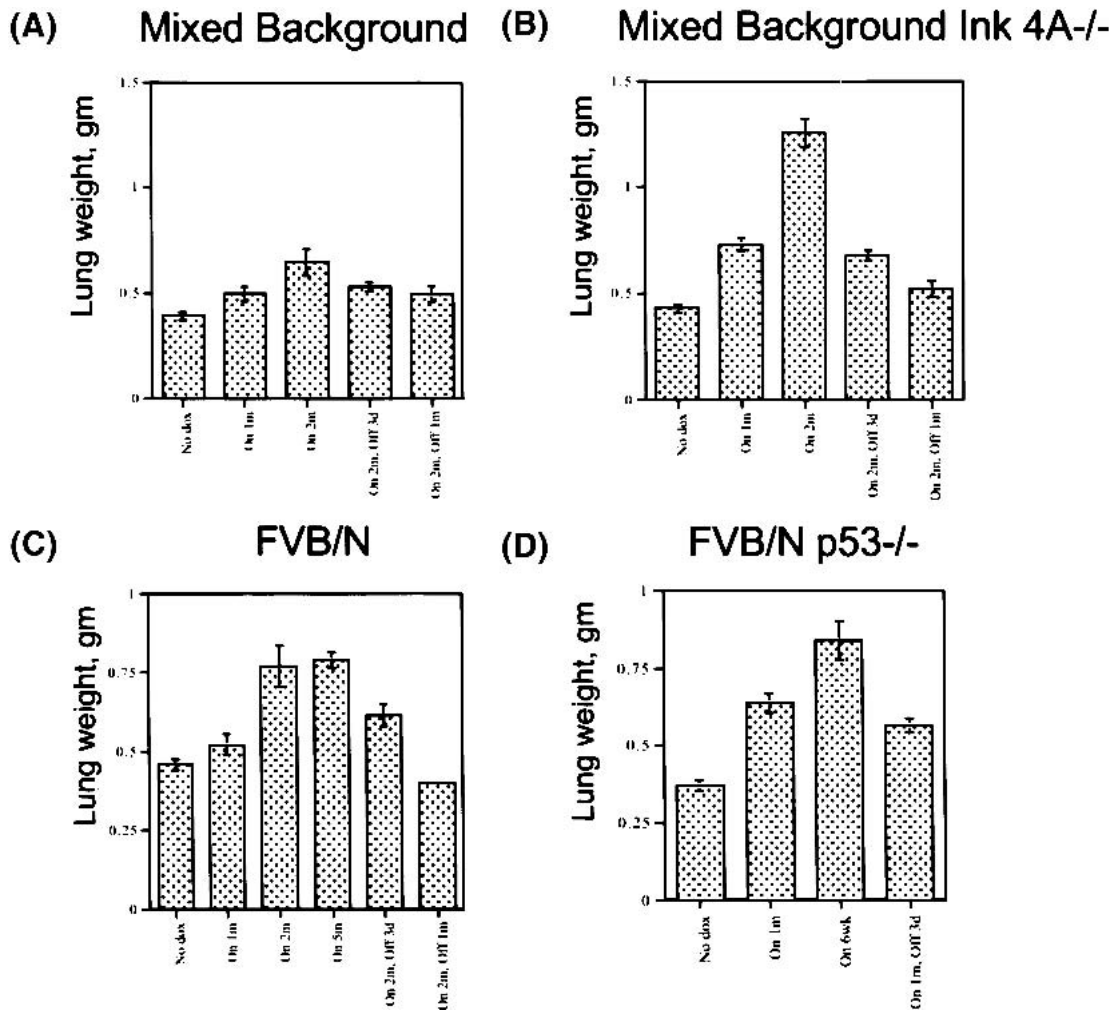 (A) Mixed Background
Lung weight, gm
1.5
1
0.5
0
No dox
On 1m
On 2m
On 2m, Off 3d
On 2m, Off 1m
(B) Mixed Background Ink 4A-/-
Lung weight, gm
1.5
1
0.5
0
No dox
On 1m
On 2m
On 2m, Off 3d
On 2m, Off 1m
(C) FVB/N
Lung weight, gm
1
0.75
0.5
0.25
0
No dox
On 1m
On 2m
On 5m
On 2m, Off 3d
On 2m, Off 1m
(D) FVB/N p53-/-
Lung weight, gm
1
0.75
0.5
0.25
0
No dox
On 1m
On 6wk
On 1m, Off 3d